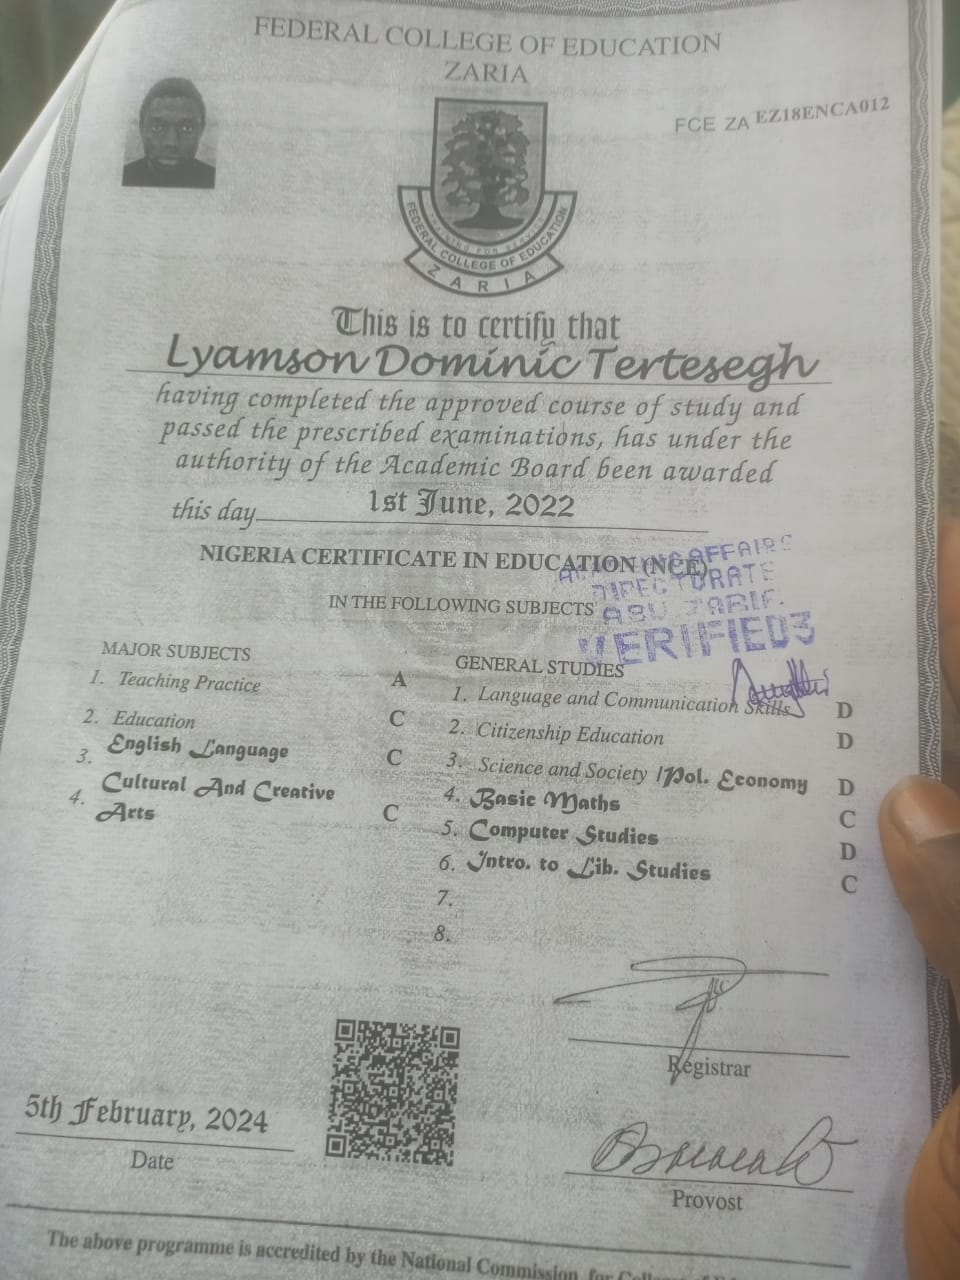 FEDERAL COLLEGE OF EDUCATION
ZARIA
FCE ZA EZ18ENCA012
TRAINING FOR SERVICE
FEDERAL COLLEGE OF EDUCATION
ZARIA
This is to certify that
Lyamson Dominic Tertesegh
having completed the approved course of study and
passed the prescribed examinations, has under the
authority of the Academic Board been awarded
this day 1st June, 2022
NIGERIA CERTIFICATE IN EDUCATION (NCE)
IN THE FOLLOWING SUBJECTS
AFFAIRS
DIRECTORATE
ABU ZARIA.
VERIFIED3
MAJOR SUBJECTS
1. Teaching Practice A
2. Education C
3. English Language C
4. Cultural And Creative
Arts C
GENERAL STUDIES
1. Language and Communication Skills D
2. Citizenship Education D
3. Science and Society /Pol. Economy D
4. Basic Maths C
5. Computer Studies D
6. Intro. to Lib. Studies C
7.
8.
Registrar
5th February, 2024
Date
Provost
The above programme is accredited by the National Commission for